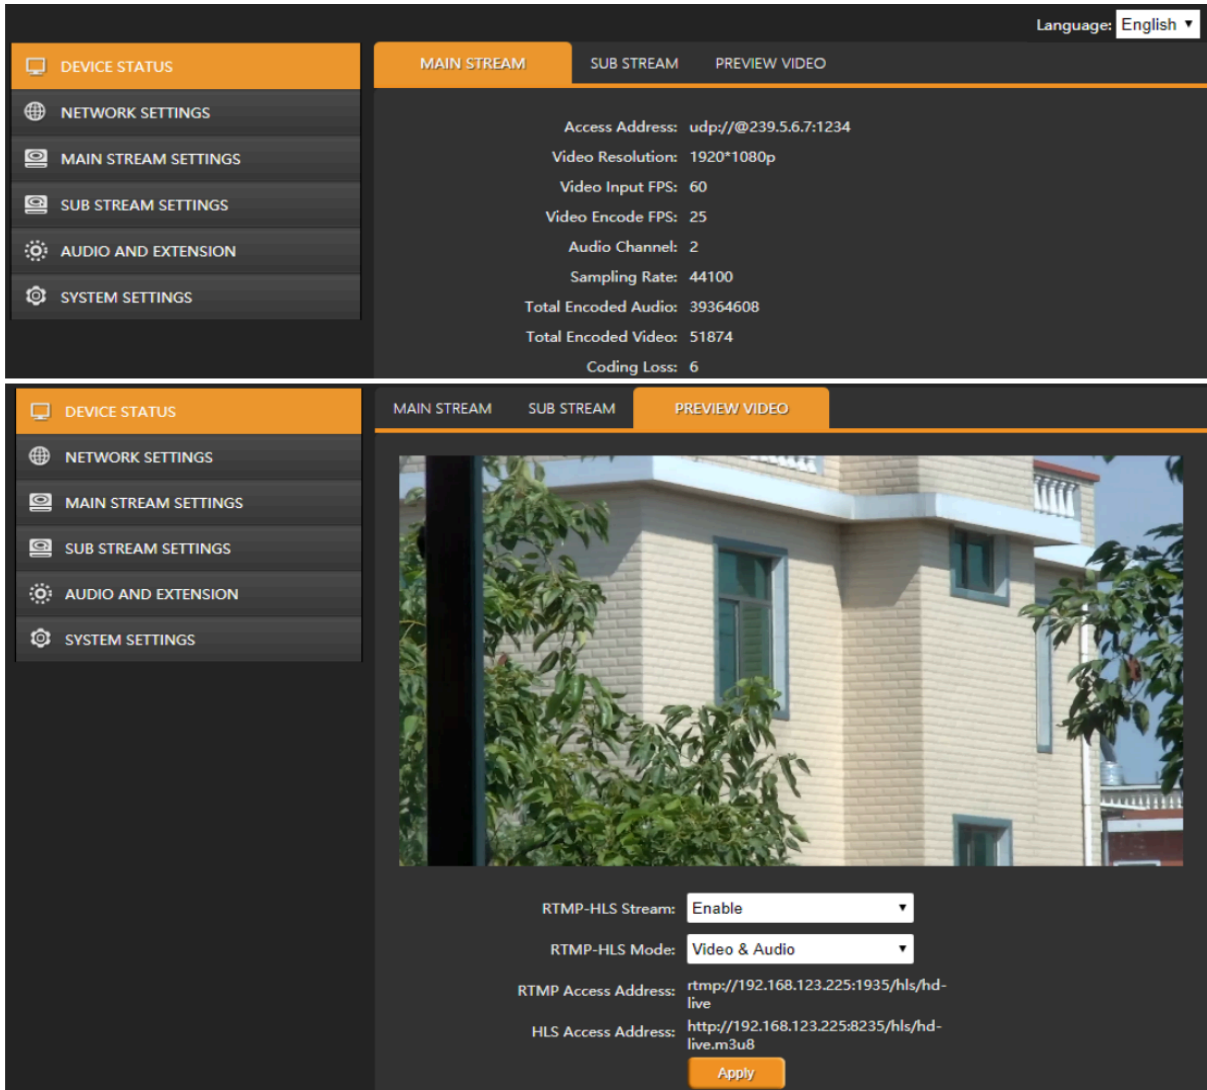 Language: English
DEVICE STATUS
NETWORK SETTINGS
MAIN STREAM SETTINGS
SUB STREAM SETTINGS
AUDIO AND EXTENSION
SYSTEM SETTINGS
MAIN STREAM SUB STREAM PREVIEW VIDEO
Access Address: udp://@239.5.6.7:1234
Video Resolution: 1920*1080p
Video Input FPS: 60
Video Encode FPS: 25
Audio Channel: 2
Sampling Rate: 44100
Total Encoded Audio: 39364608
Total Encoded Video: 51874
Coding Loss: 6
DEVICE STATUS
NETWORK SETTINGS
MAIN STREAM SETTINGS
SUB STREAM SETTINGS
AUDIO AND EXTENSION
SYSTEM SETTINGS
MAIN STREAM SUB STREAM PREVIEW VIDEO
RTMP-HLS Stream: Enable
RTMP-HLS Mode: Video & Audio
RTMP Access Address: rtmp://192.168.123.225:1935/hls/hd-
live
HLS Access Address: http://192.168.123.225:8235/hls/hd-
live.m3u8
Apply